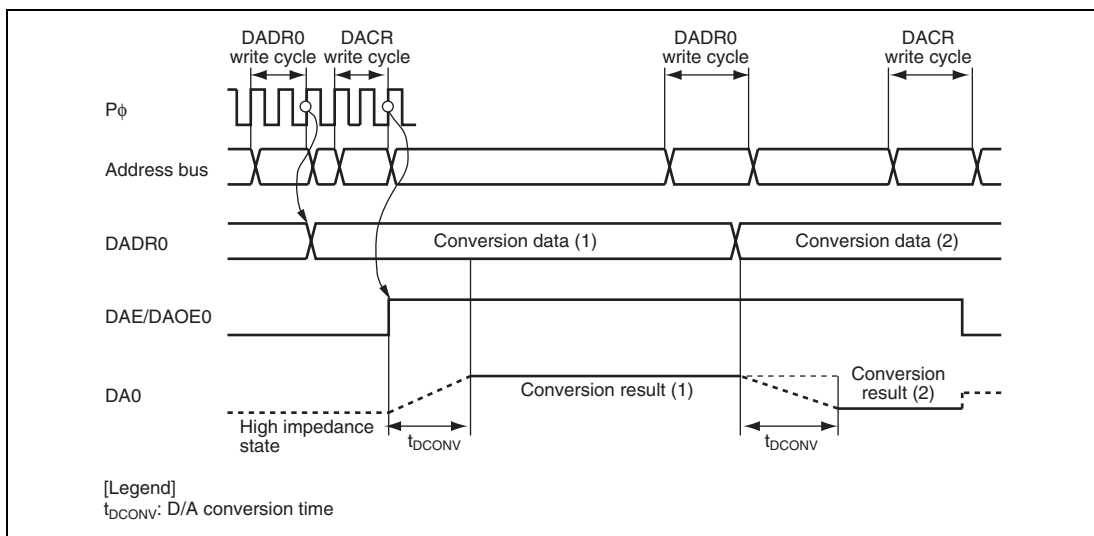 DADR0
write cycle
DACR
write cycle
DADR0
write cycle
DACR
write cycle
Pϕ
Address bus
DADR0
Conversion data (1)
Conversion data (2)
DAE/DAOE0
DA0
Conversion result (1)
Conversion
result (2)
High impedance
state
tDCONV
tDCONV
[Legend]
tDCONV: D/A conversion time